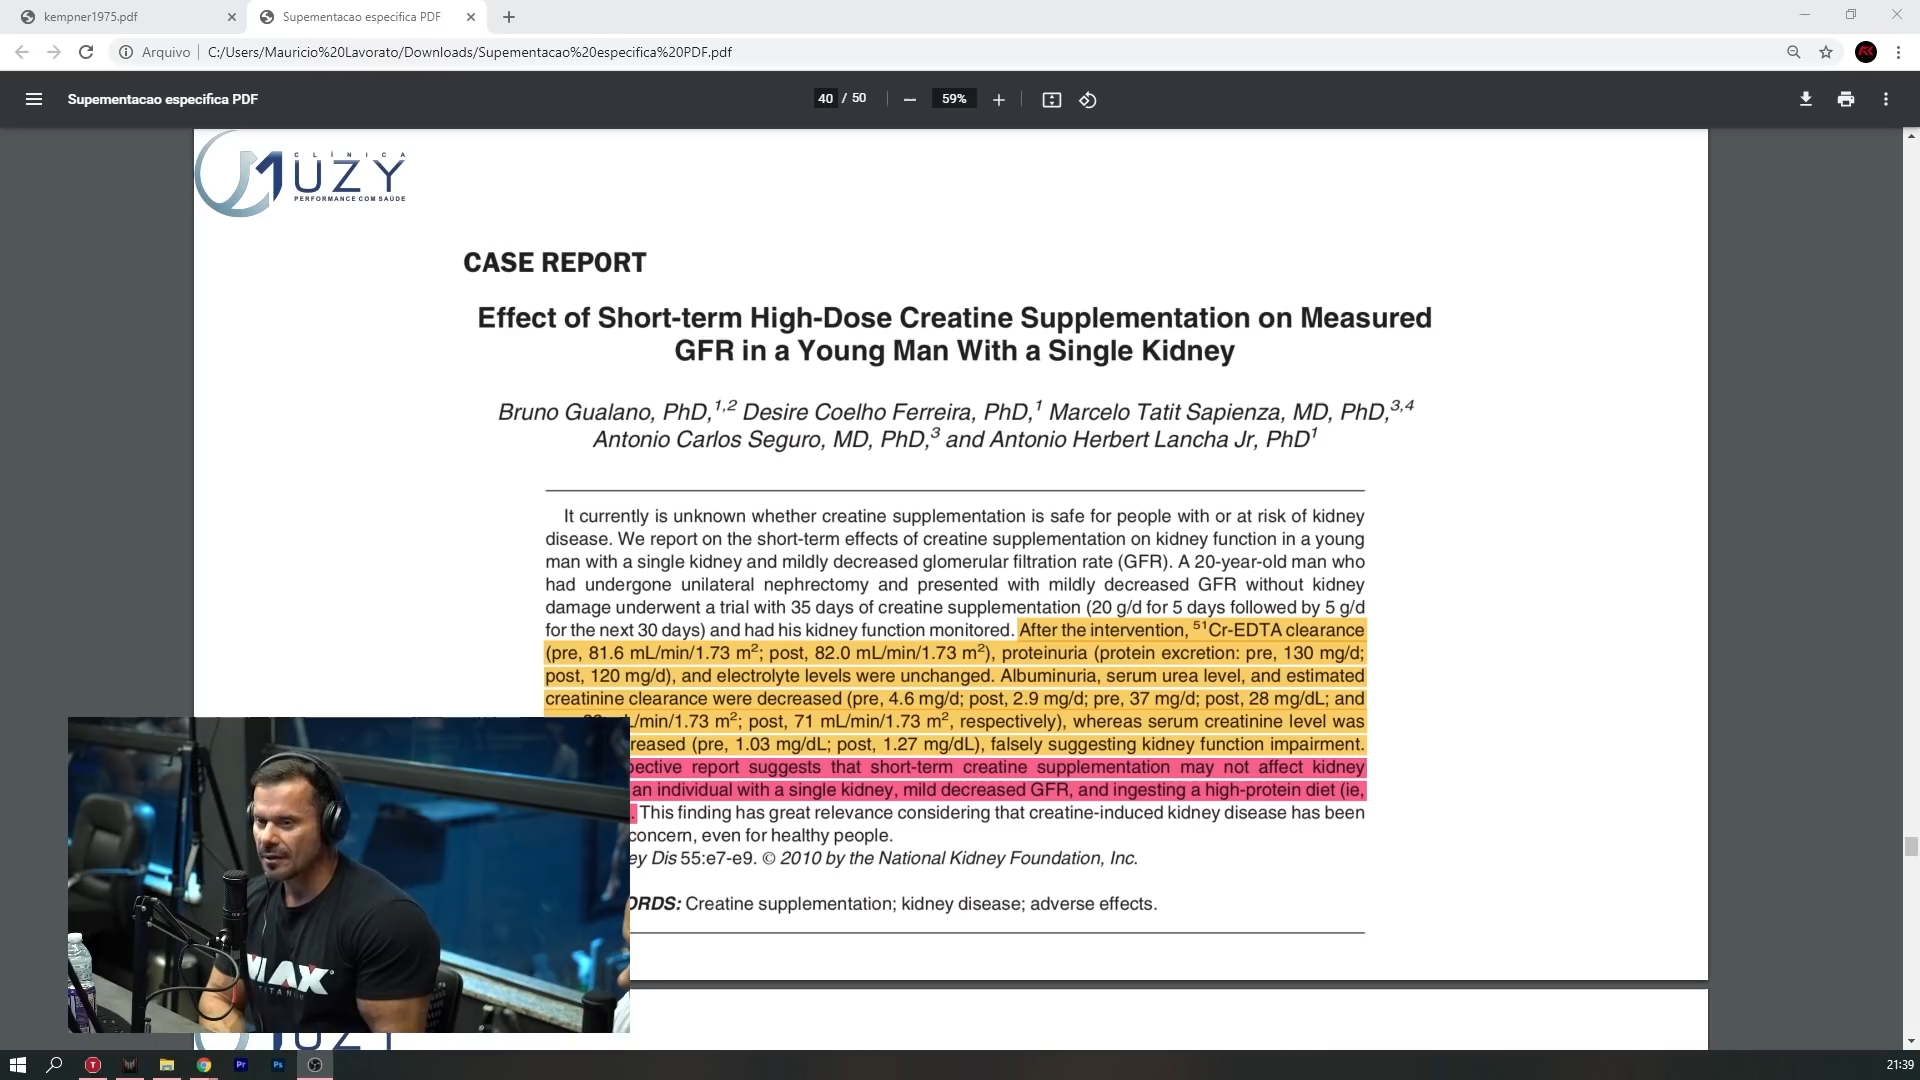 kempner1975.pdf
Supementacao especifica PDF
Arquivo
C:/Users/Mauricio%20Lavorato/Downloads/Supementacao%20especifica%20PDF.pdf
Supementacao especifica PDF
40 / 50
59%
CLÍNICA
MUZY
PERFORMANCE COM SAÚDE
CASE REPORT
Effect of Short-term High-Dose Creatine Supplementation on Measured
GFR in a Young Man With a Single Kidney
Bruno Gualano, PhD,1,2 Desire Coelho Ferreira, PhD,1 Marcelo Tatit Sapienza, MD, PhD,3,4
Antonio Carlos Seguro, MD, PhD,3 and Antonio Herbert Lancha Jr, PhD1
It currently is unknown whether creatine supplementation is safe for people with or at risk of kidney
disease. We report on the short-term effects of creatine supplementation on kidney function in a young
man with a single kidney and mildly decreased glomerular filtration rate (GFR). A 20-year-old man who
had undergone unilateral nephrectomy and presented with mildly decreased GFR without kidney
damage underwent a trial with 35 days of creatine supplementation (20 g/d for 5 days followed by 5 g/d
for the next 30 days) and had his kidney function monitored. After the intervention, 51Cr-EDTA clearance
(pre, 81.6 mL/min/1.73 m2; post, 82.0 mL/min/1.73 m2), proteinuria (protein excretion: pre, 130 mg/d;
post, 120 mg/d), and electrolyte levels were unchanged. Albuminuria, serum urea level, and estimated
creatinine clearance were decreased (pre, 4.6 mg/d; post, 2.9 mg/d; pre, 37 mg/d; post, 28 mg/dL; and
L/min/1.73 m2; post, 71 mL/min/1.73 m2, respectively), whereas serum creatinine level was
reased (pre, 1.03 mg/dL; post, 1.27 mg/dL), falsely suggesting kidney function impairment.
pective report suggests that short-term creatine supplementation may not affect kidney
an individual with a single kidney, mild decreased GFR, and ingesting a high-protein diet (ie,
. This finding has great relevance considering that creatine-induced kidney disease has been
concern, even for healthy people.
ey Dis 55:e7-e9. © 2010 by the National Kidney Foundation, Inc.
ORDS: Creatine supplementation; kidney disease; adverse effects.
MAX
TITANIUM
21:39